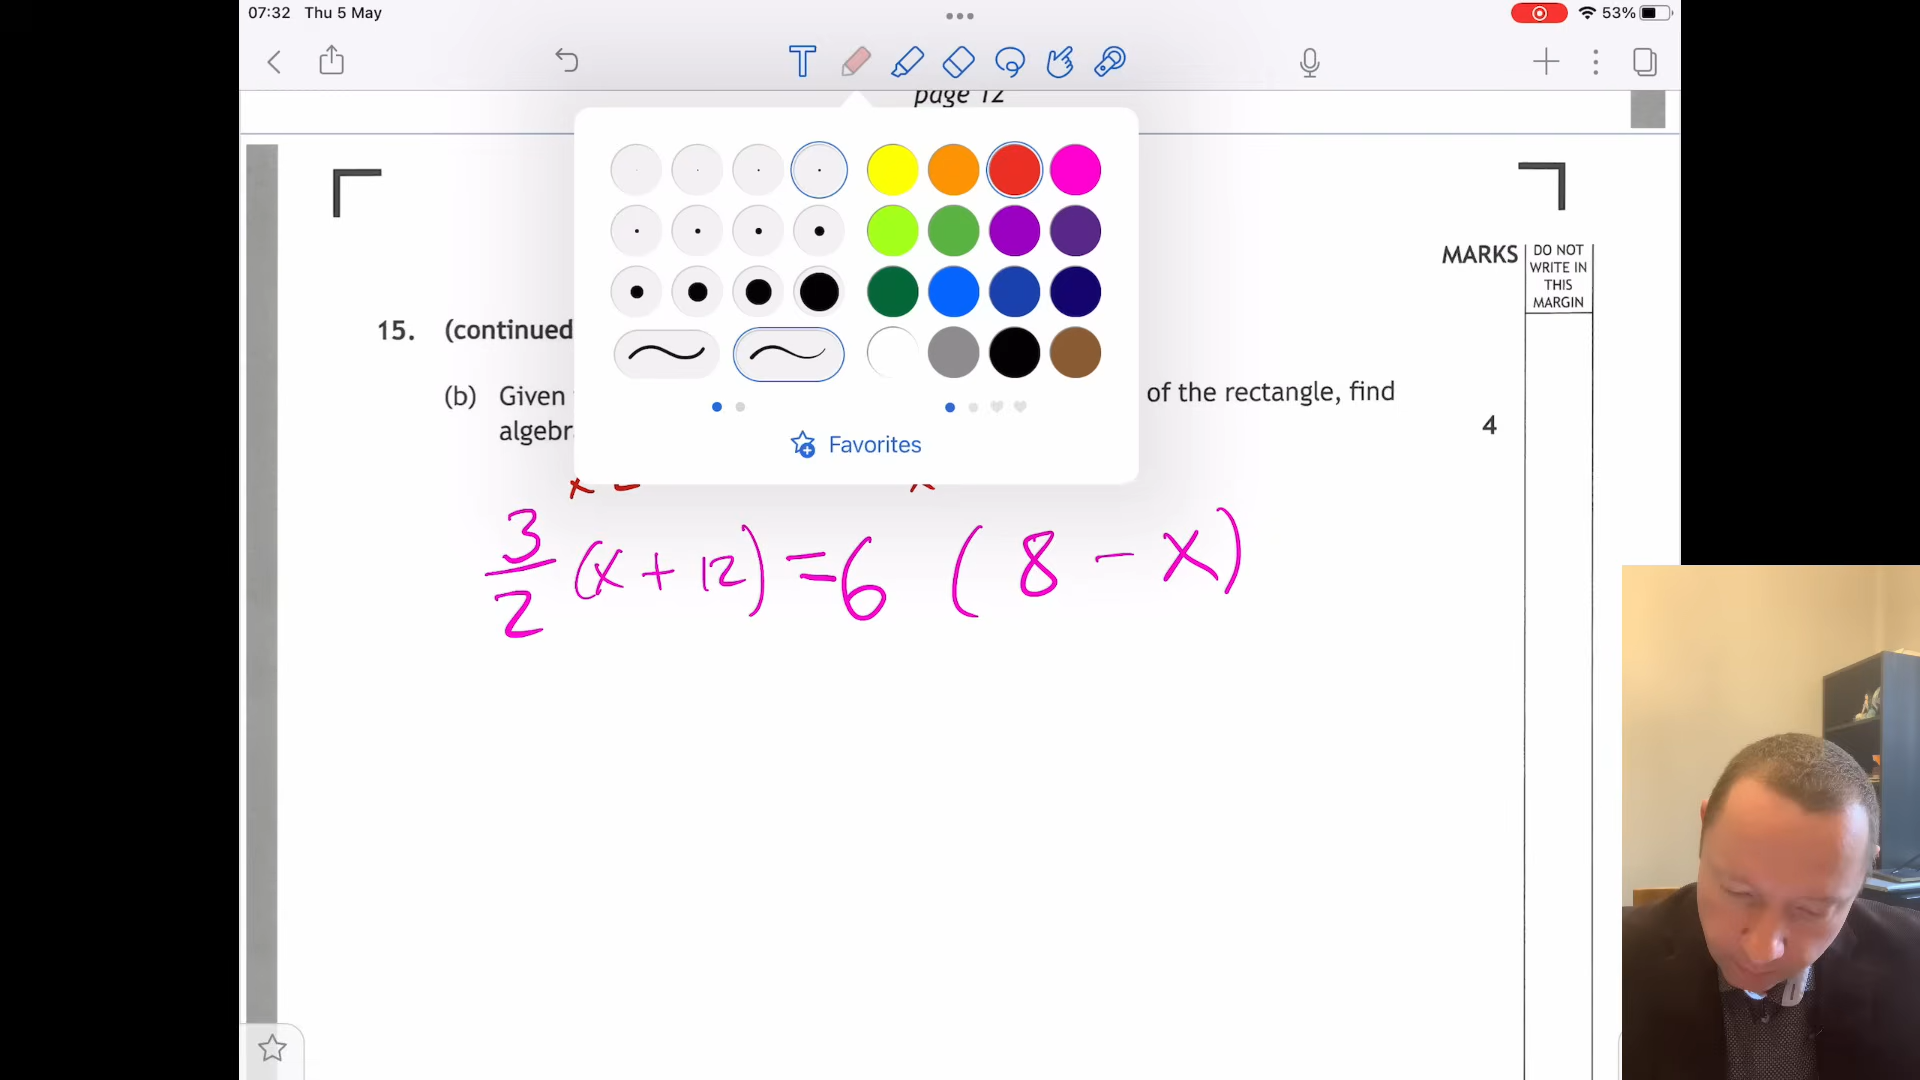 07:32 Thu 5 May
53%
page 12
MARKS
DO NOT
WRITE IN
THIS
MARGIN
15. (continued
(b) Given
of the rectangle, find
algebr
4
Favorites
3/2 (x + 12) = 6 (8 - x)